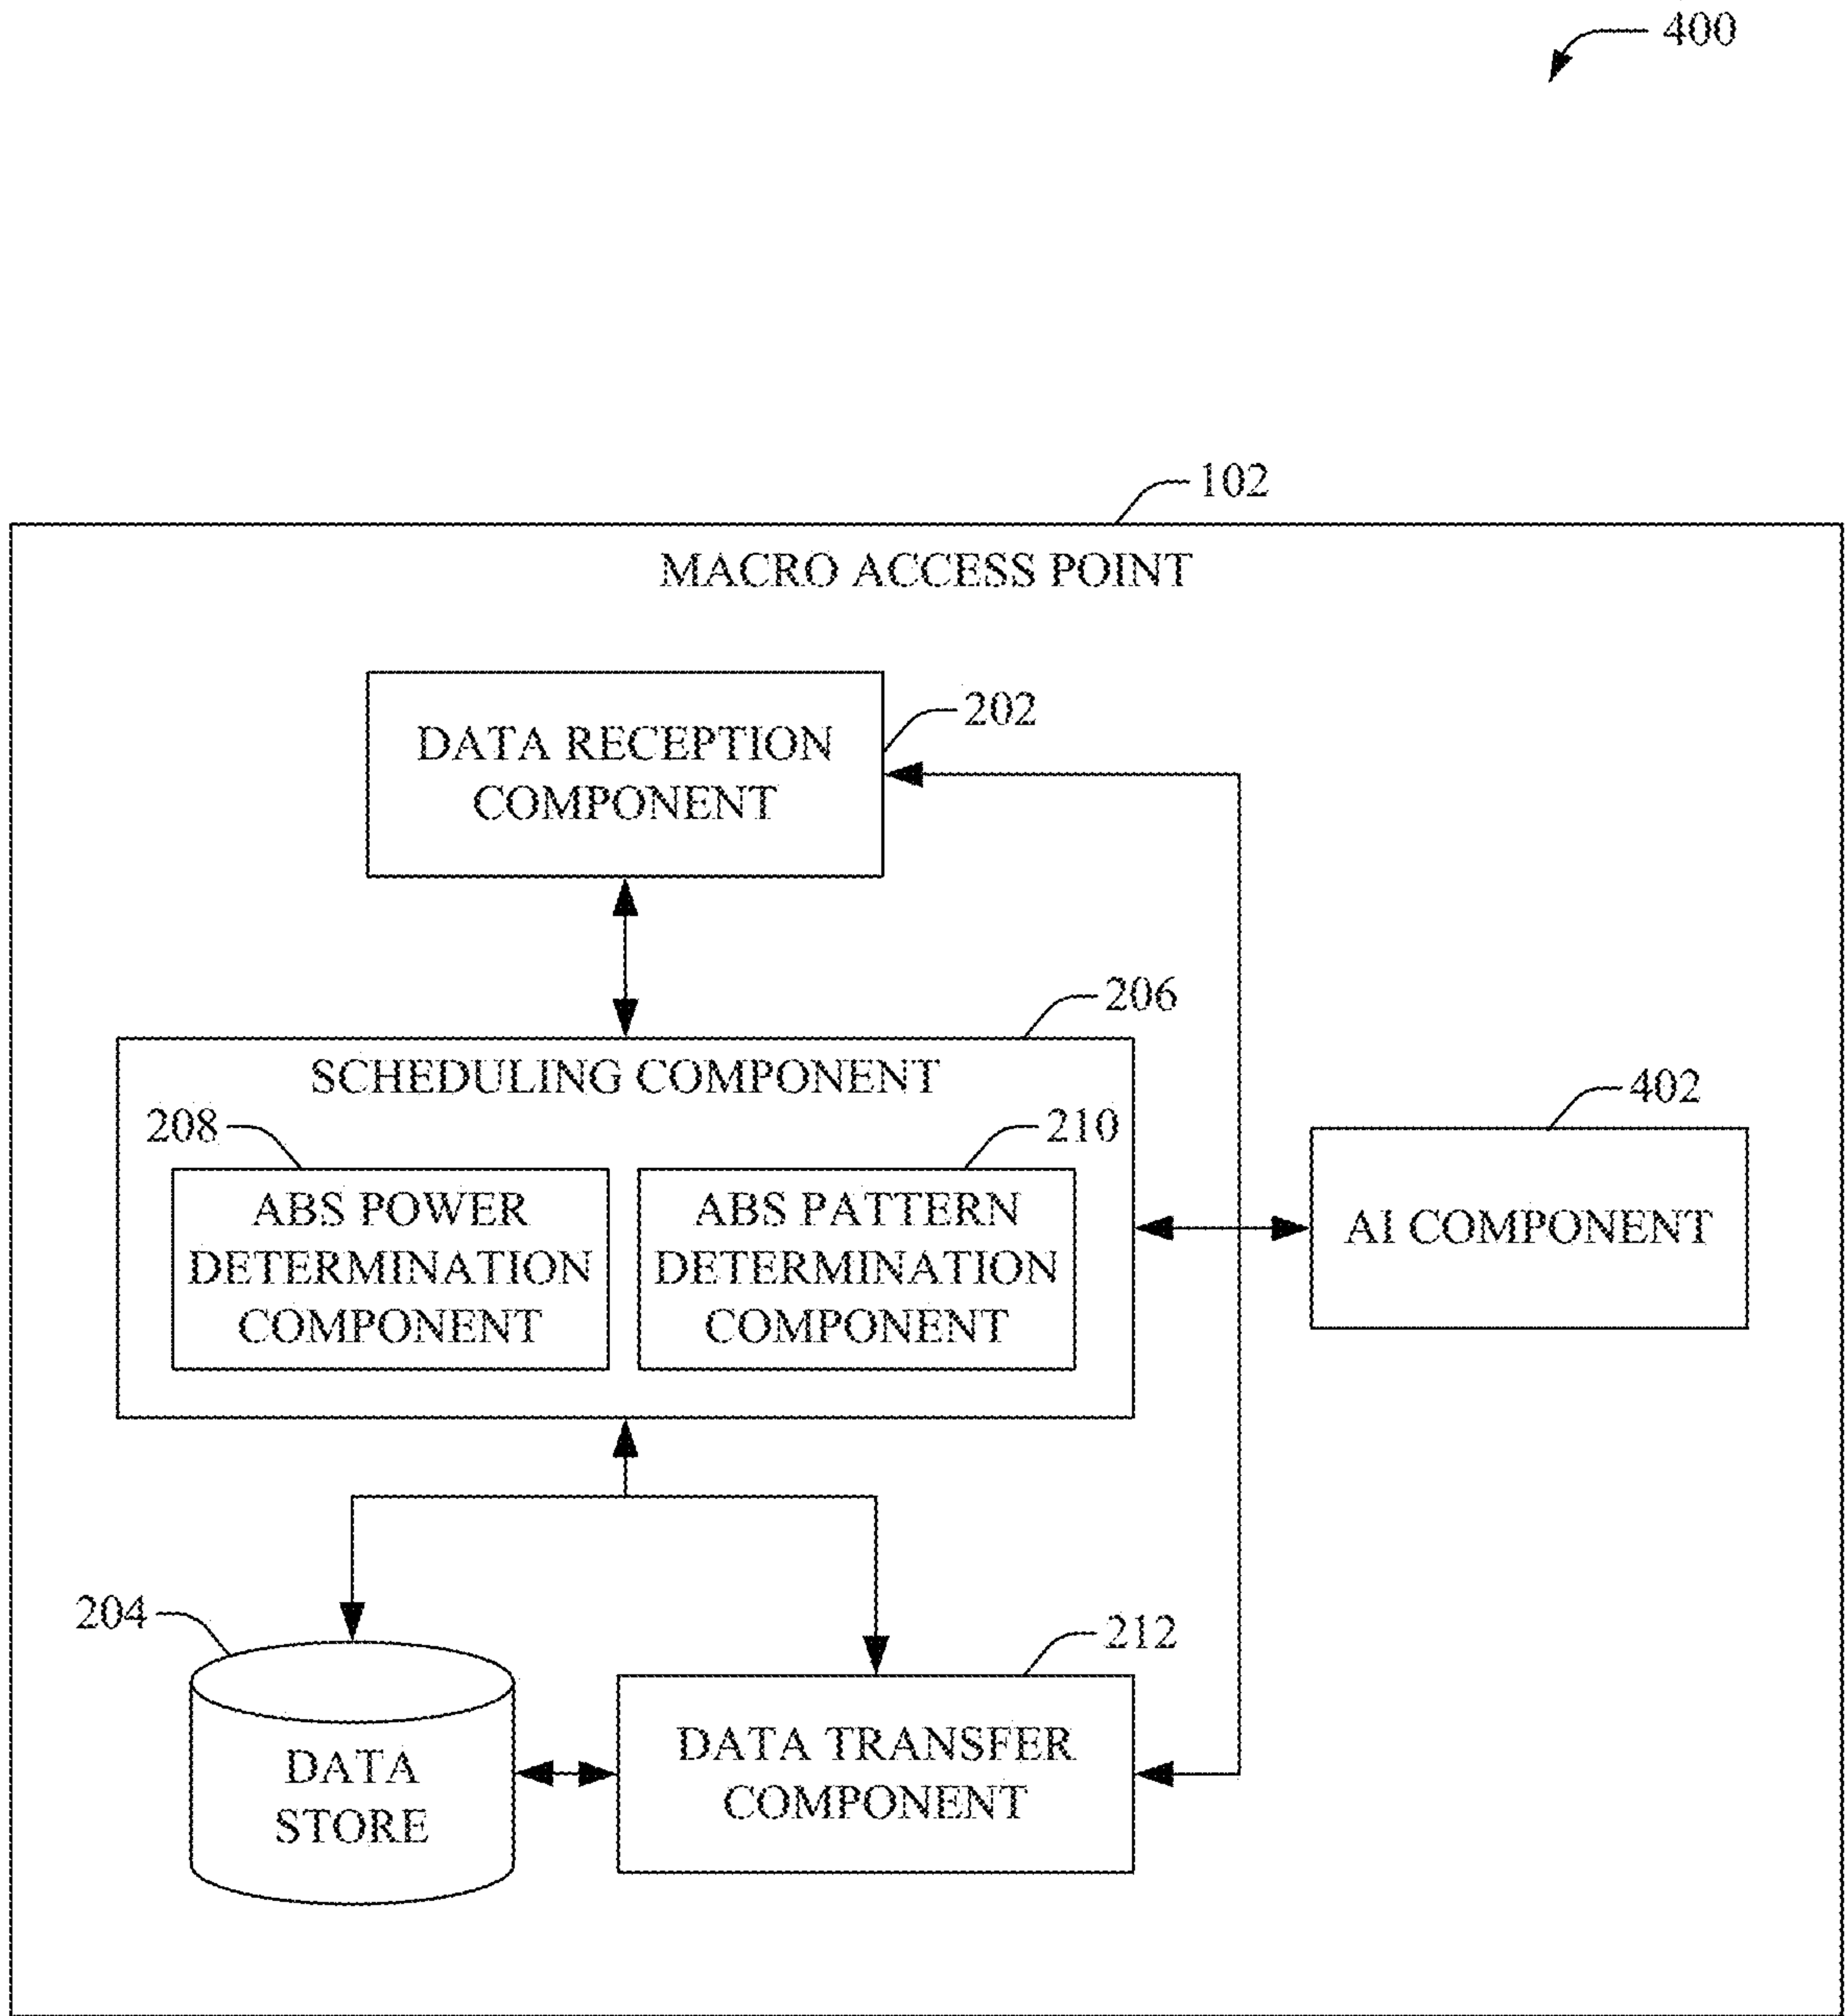 400
102
MACRO ACCESS POINT
202
DATA RECEPTION
COMPONENT
206
SCHEDULING COMPONENT
208
210
ABS POWER
DETERMINATION
COMPONENT
ABS PATTERN
DETERMINATION
COMPONENT
402
AI COMPONENT
204
DATA
STORE
212
DATA TRANSFER
COMPONENT